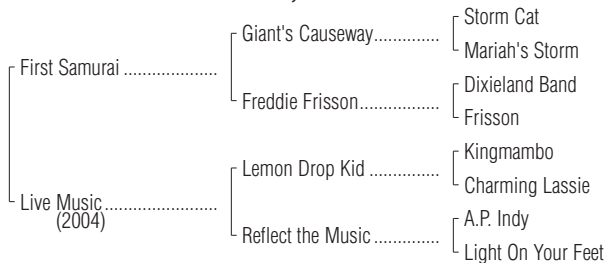 Storm Cat
Giant's Causeway..............
Mariah's Storm
First Samurai ....................
Dixieland Band
Freddie Frisson.................
Frisson
Kingmambo
Lemon Drop Kid ...............
Charming Lassie
Live Music........................
(2004)
A.P. Indy
Reflect the Music..............
Light On Your Feet